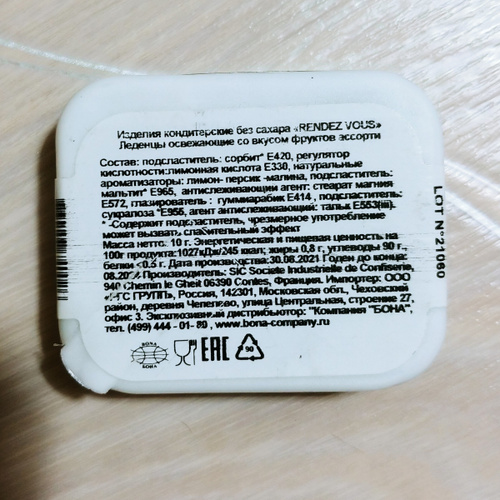 Изделия кондитерские без сахара «RENDEZ VOUS»
Леденцы освежающие со вкусом фруктов ассорти
Состав: подсластитель: сорбит* Е420, регулятор
кислотности:лимонная кислота Е330, натуральные
ароматизаторы: лимон- персик -малина, подсластитель:
мальтит* Е965, антислеживающий агент: стеарат магния
Е572, глазирователь : гуммиарабик Е414 , подсластитель:
сукралоза *Е955, агент антислеживающий: тальк Е553(iii).
*-Содержит подсластитель, чрезмерное употребление
может вызвать слабительный эффект
Масса нетто. 10 г. Энергетическая и пищевая ценность на
100г продукта:1027кДж/245 ккал; жиры 0,8 г, углеводы 90 г.,
белки <0.5 г. Дата производства:30.08.2021 Годен до конца:
Производитель: SIC Societe Industrielle de Confiserie,
940 Chemin le Gheit 06390 Contes, Франция. Импортер: ООО
ГРУПП», Россия, 142301, Московская обл., Чеховский
район, деревня Чепелево, улица Центральная, строение 27,
офис 3. Эксклюзивный дистрибьютор: "Компания "БОНА",
тел. (499) 444 - 01- 80 , www.bona-company.ru
BONA
БОНА
EAC
90
LOT N°21060